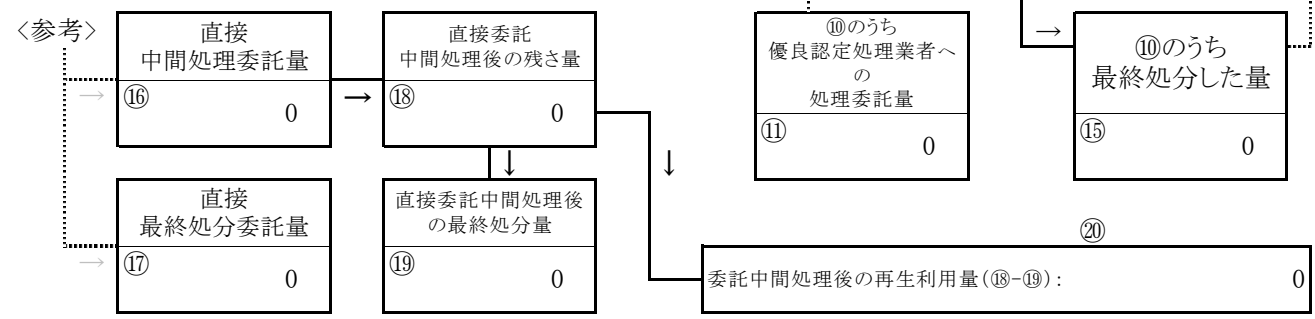 〈参考〉
直接
中間処理委託量
⑯
0
→
→
直接委託
中間処理後の残さ量
⑱
0
⑩のうち
優良認定処理業者へ
の
処理委託量
⑪
0
→
⑩のうち
最終処分した量
⑮
0
↓
↓
直接
最終処分委託量
→
⑰
0
直接委託中間処理後
の最終処分量
⑲
0
⑳
委託中間処理後の再生利用量(⑱-⑲): 0